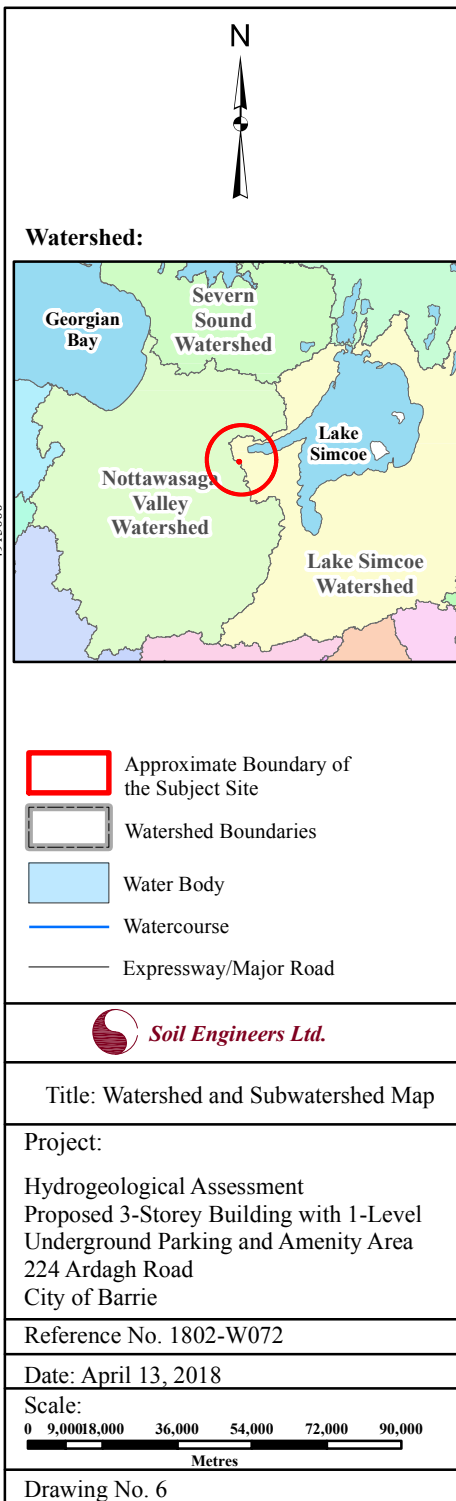 N
Watershed:
Georgian
Bay
Severn
Sound
Watershed
Lake
Simcoe
Nottawasaga
Valley
Watershed
Lake Simcoe
Watershed
Approximate Boundary of
the Subject Site
Watershed Boundaries
Water Body
Watercourse
Expressway/Major Road
Soil Engineers Ltd.
Title: Watershed and Subwatershed Map
Project:
Hydrogeological Assessment
Proposed 3-Storey Building with 1-Level
Underground Parking and Amenity Area
224 Ardagh Road
City of Barrie
Reference No. 1802-W072
Date: April 13, 2018
Scale:
0 9,000 18,000 36,000 54,000 72,000 90,000
Metres
Drawing No. 6